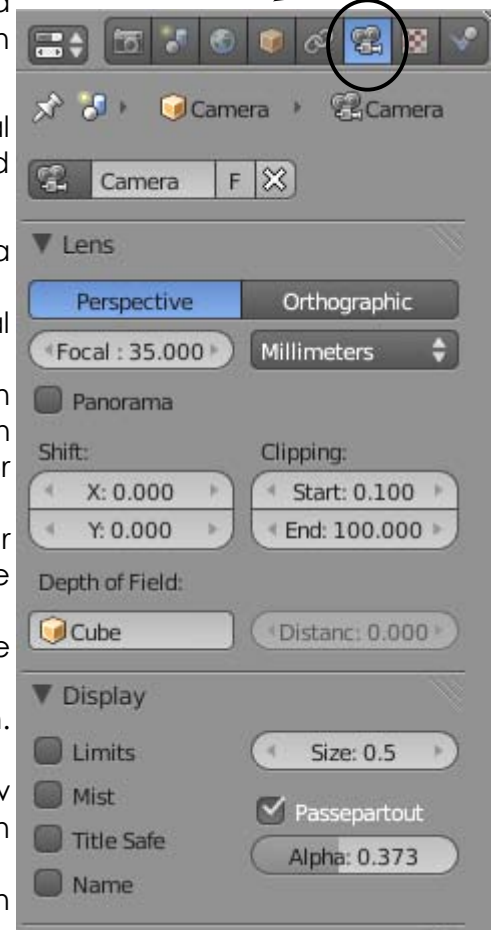 Camera Camera
Camera F
Lens
Perspective Orthographic
Focal : 35.000 Millimeters
Panorama
Shift: Clipping:
X: 0.000 Start: 0.100
Y: 0.000 End: 100.000
Depth of Field:
Cube Distanc: 0.000
Display
Limits Size: 0.5
Mist Passepartout
Title Safe Alpha: 0.373
Name